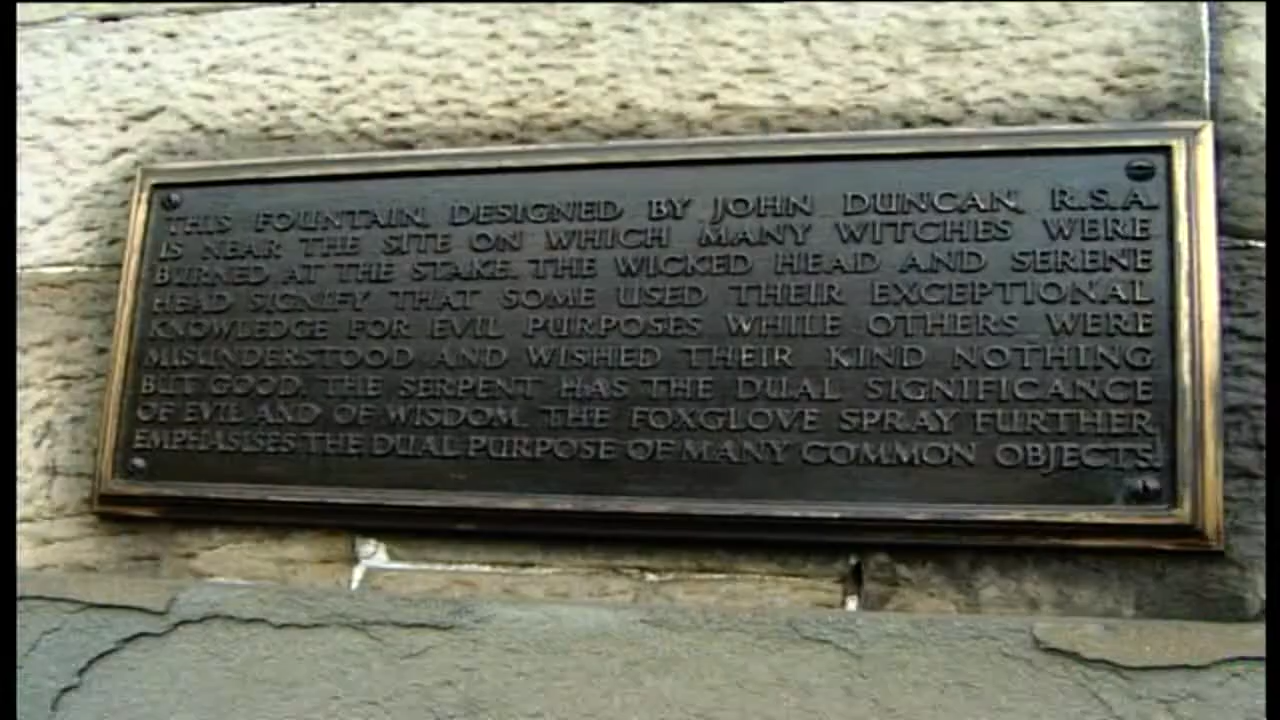 THIS FOUNTAIN, DESIGNED BY JOHN DUNCAN, R.S.A.
IS NEAR THE SITE ON WHICH MANY WITCHES WERE
BURNED AT THE STAKE. THE WICKED HEAD AND SERENE
HEAD SIGNIFY THAT SOME USED THEIR EXCEPTIONAL
KNOWLEDGE FOR EVIL PURPOSES WHILE OTHERS WERE
MISUNDERSTOOD AND WISHED THEIR KIND NOTHING
BUT GOOD. THE SERPENT HAS THE DUAL SIGNIFICANCE
OF EVIL AND OF WISDOM. THE FOXGLOVE SPRAY FURTHER
EMPHASISES THE DUAL PURPOSE OF MANY COMMON OBJECTS.